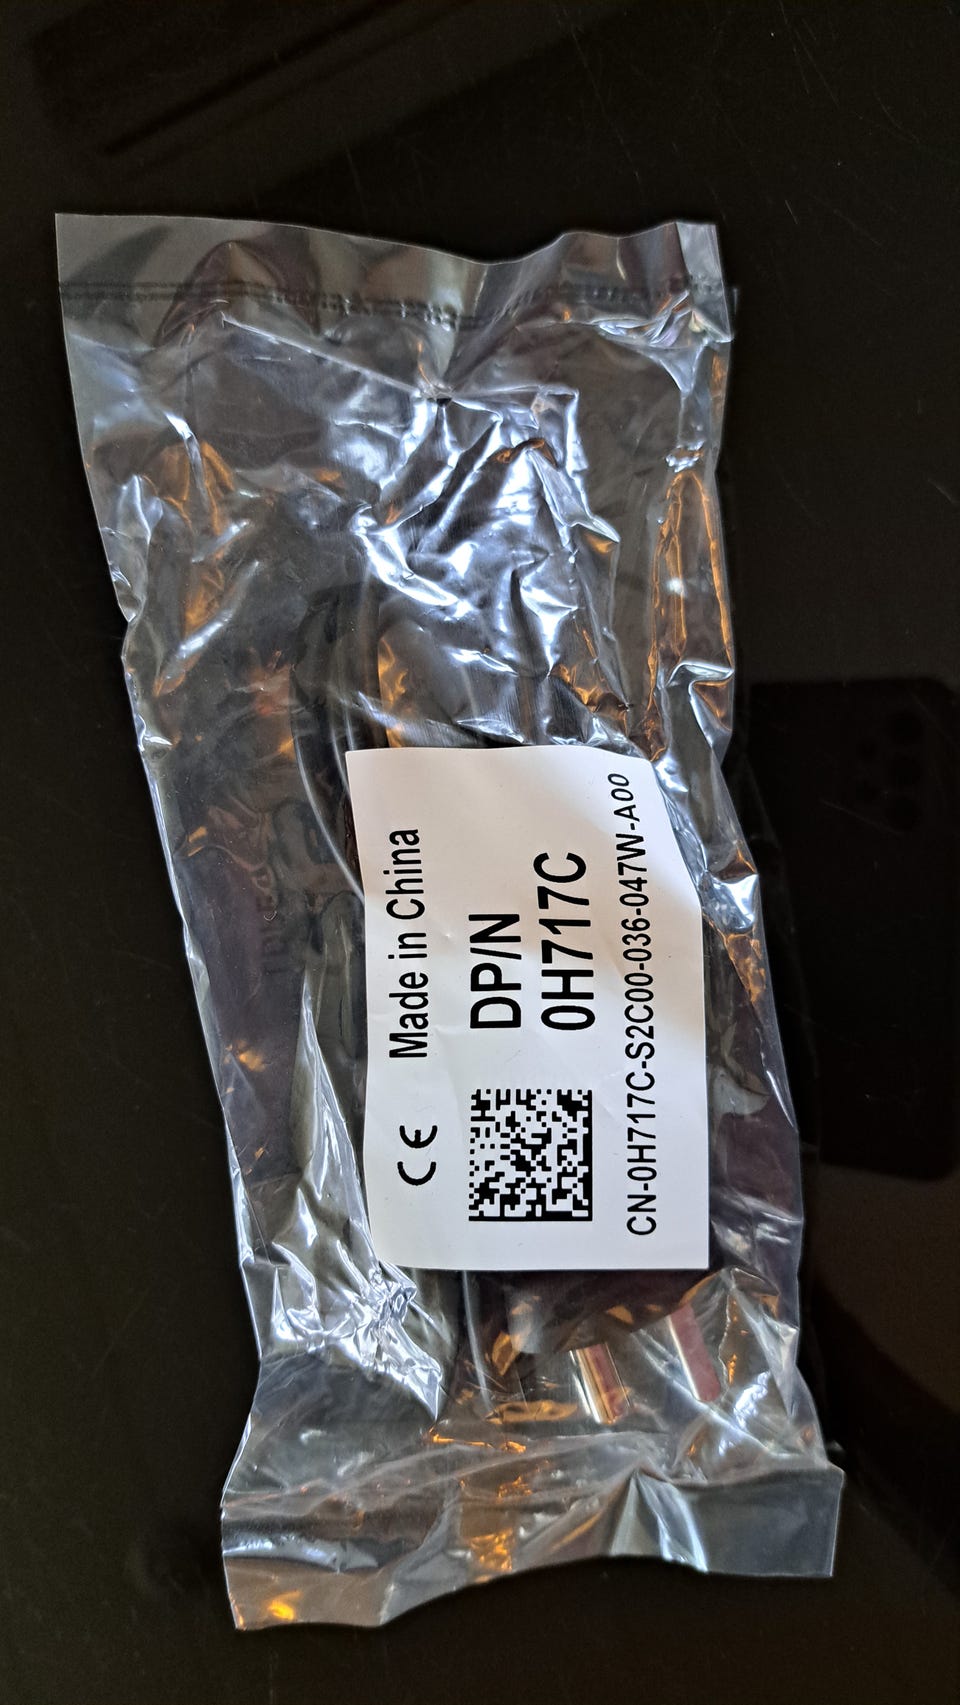 CE Made in China
DP/N
0H717C
CN-0H717C-S2C00-036-047W-A00